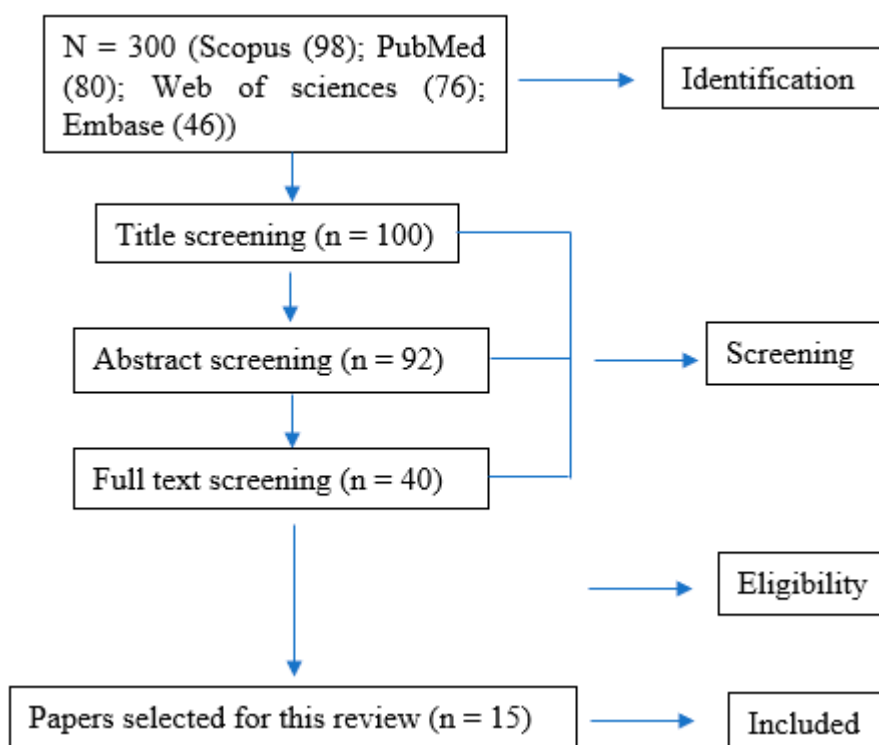 N = 300 (Scopus (98); PubMed
(80); Web of sciences (76);
Embase (46))
Identification
Title screening (n = 100)
Abstract screening (n = 92)
Screening
Full text screening (n = 40)
Eligibility
Papers selected for this review (n = 15)
Included